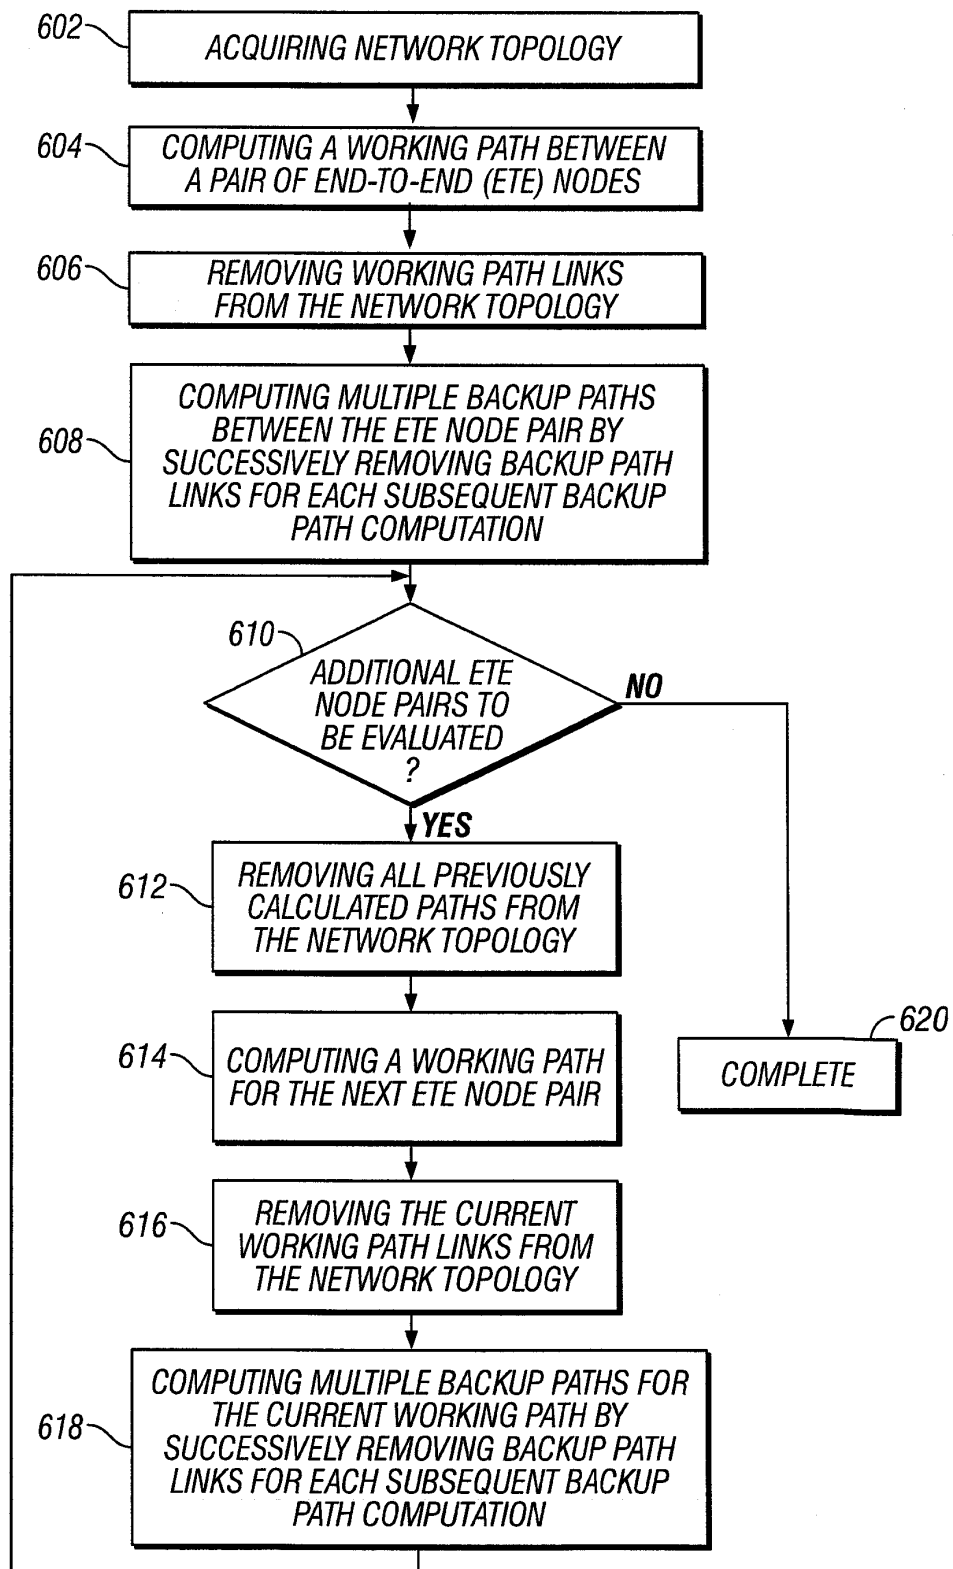 602
ACQUIRING NETWORK TOPOLOGY
604
COMPUTING A WORKING PATH BETWEEN
A PAIR OF END-TO-END (ETE) NODES
606
REMOVING WORKING PATH LINKS
FROM THE NETWORK TOPOLOGY
608
COMPUTING MULTIPLE BACKUP PATHS
BETWEEN THE ETE NODE PAIR BY
SUCCESSIVELY REMOVING BACKUP PATH
LINKS FOR EACH SUBSEQUENT BACKUP
PATH COMPUTATION
610
ADDITIONAL ETE
NODE PAIRS TO
BE EVALUATED
?
NO
YES
612
REMOVING ALL PREVIOUSLY
CALCULATED PATHS FROM
THE NETWORK TOPOLOGY
614
COMPUTING A WORKING PATH
FOR THE NEXT ETE NODE PAIR
620
COMPLETE
616
REMOVING THE CURRENT
WORKING PATH LINKS FROM
THE NETWORK TOPOLOGY
618
COMPUTING MULTIPLE BACKUP PATHS FOR
THE CURRENT WORKING PATH BY
SUCCESSIVELY REMOVING BACKUP PATH
LINKS FOR EACH SUBSEQUENT BACKUP
PATH COMPUTATION